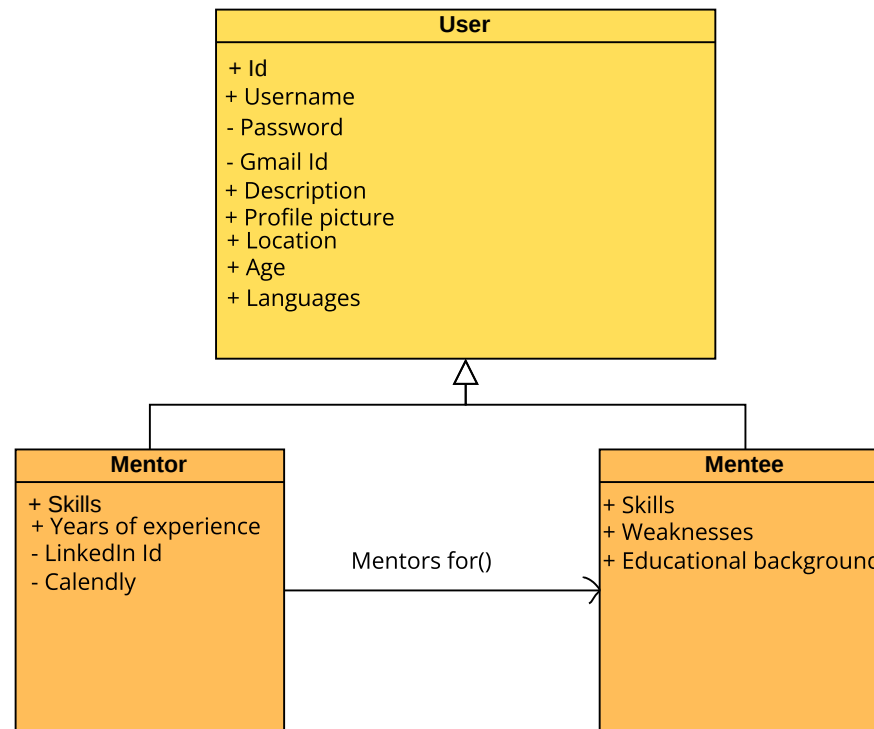 User
+ Id
+ Username
- Password
- Gmail Id
+ Description
+ Profile picture
+ Location
+ Age
+ Languages
Mentor
+ Skills
+ Years of experience
- LinkedIn Id
- Calendly
Mentors for()
Mentee
+ Skills
+ Weaknesses
+ Educational background